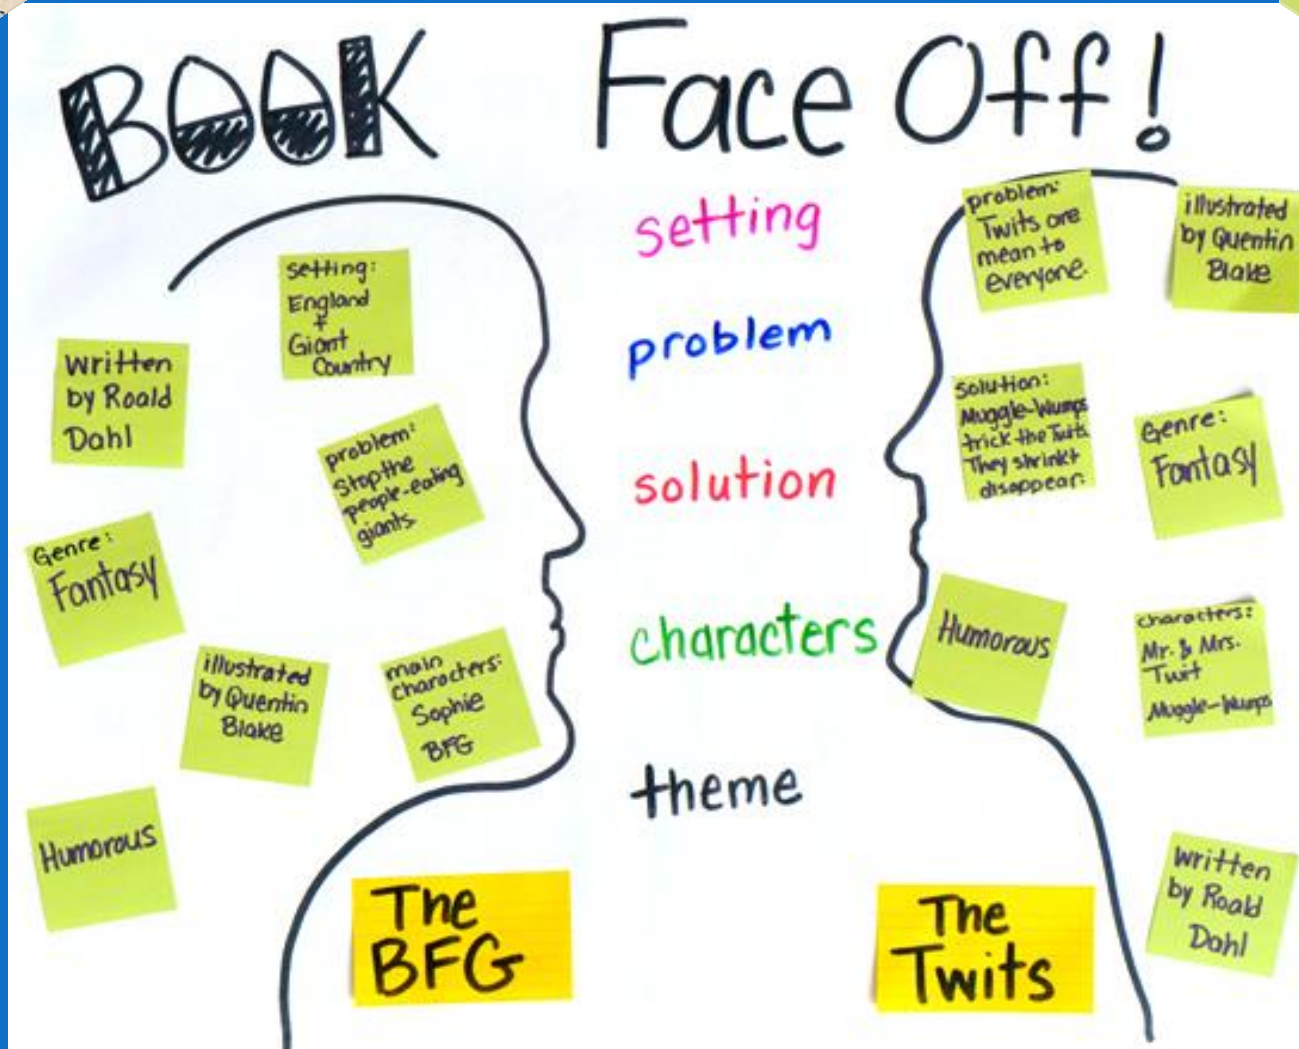 BOOK Face Off!
setting
problem
solution
characters
theme
setting:
England
+
Giant
Country
written
by Roald
Dahl
problem:
Stop the
people-eating
giants.
Genre:
Fantasy
illustrated
by Quentin
Blake
main
characters:
Sophie
BFG
Humorous
The
BFG
problem:
Twits are
mean to
everyone.
illustrated
by Quentin
Blake
solution:
Muggle-Wumps
trick the Twits.
They shrink +
disappear.
Genre:
Fantasy
Humorous
characters:
Mr. & Mrs.
Twit
Muggle-Wumps
written
by Roald
Dahl
The
Twits